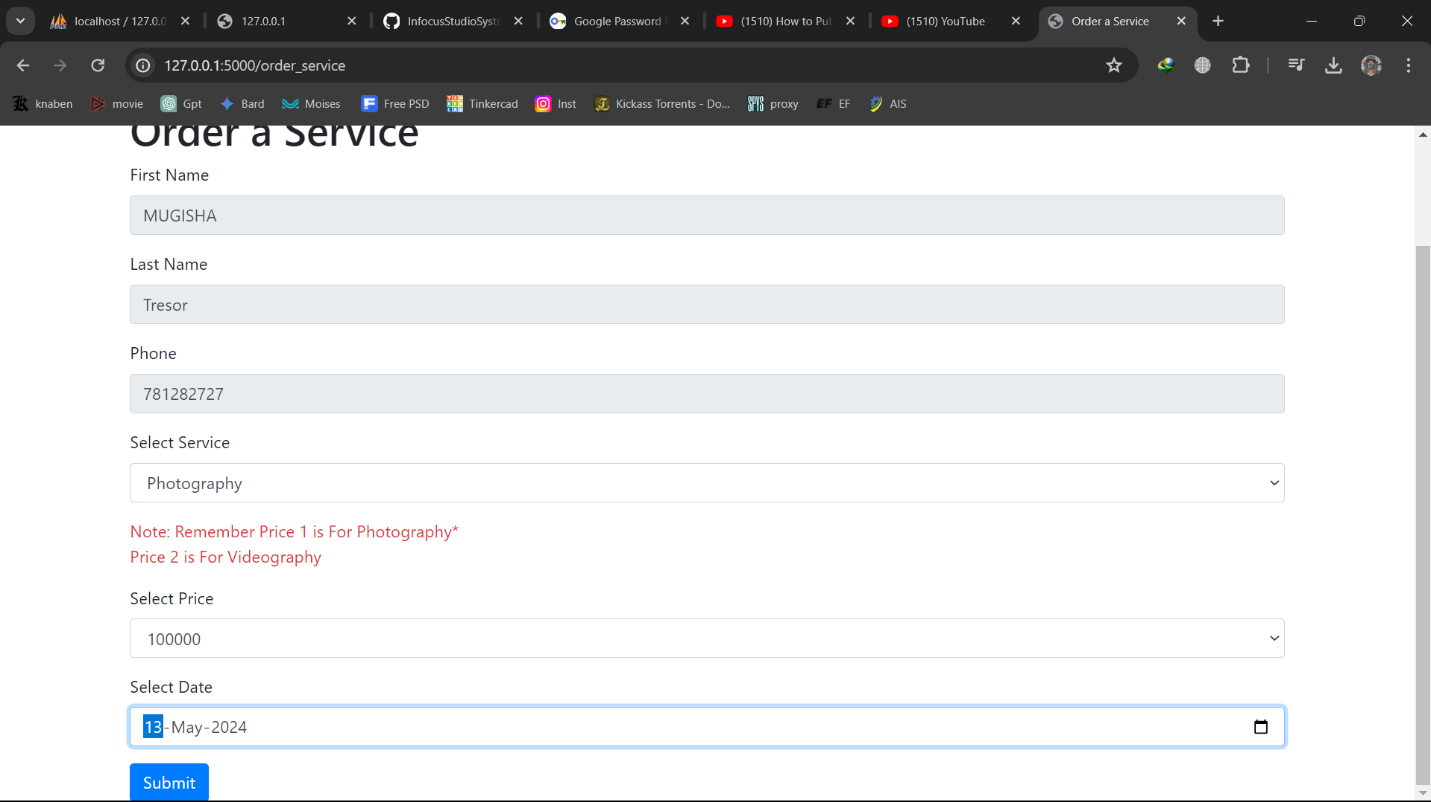 localhost / 127.0.0
127.0.0.1
InfocusStudioSyst
Google Password
(1510) How to Pub
(1510) YouTube
Order a Service
127.0.0.1:5000/order_service
knaben
movie
Gpt
Bard
Moises
Free PSD
Tinkercad
Inst
Kickass Torrents - Do...
proxy
EF EF
AIS
Order a Service
First Name
MUGISHA
Last Name
Tresor
Phone
781282727
Select Service
Photography
Note: Remember Price 1 is For Photography*
Price 2 is For Videography
Select Price
100000
Select Date
13-May-2024
Submit